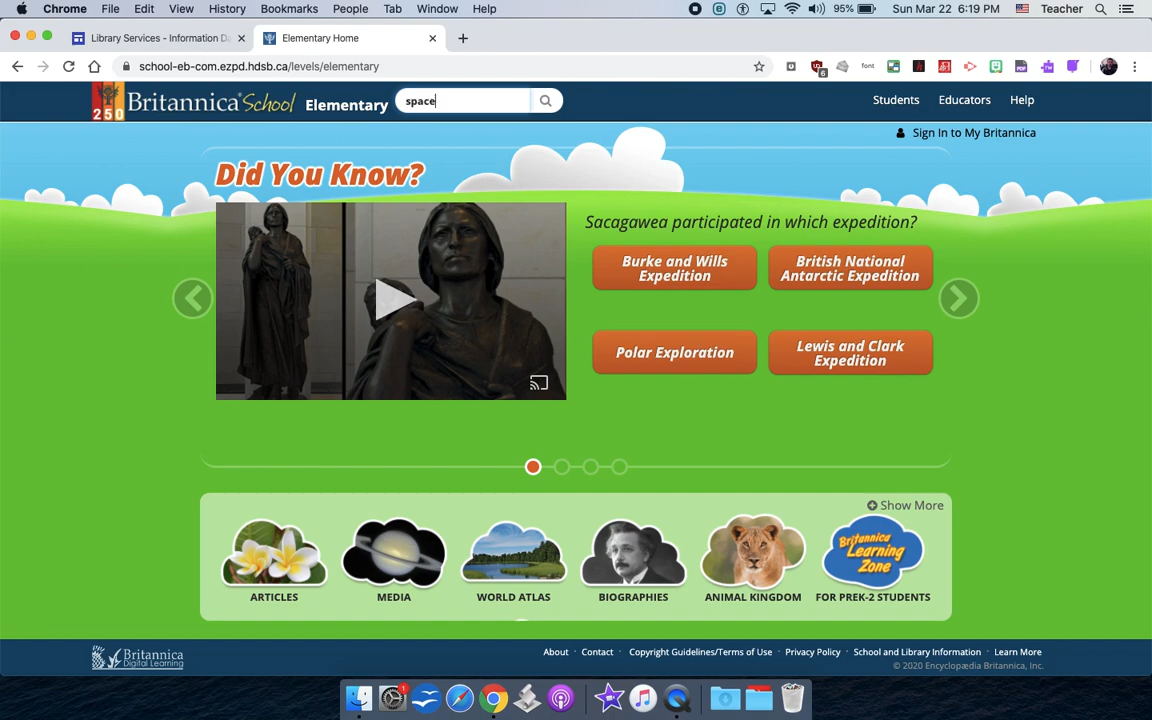 Chrome File Edit View History Bookmarks People Tab Window Help 95% Sun Mar 22 6:19 PM Teacher
Library Services - Information Da Elementary Home
school-eb-com.ezpd.hdsb.ca/levels/elementary
6 font
250 Britannica School Elementary space Students Educators Help
Sign In to My Britannica
Did You Know?
Sacagawea participated in which expedition?
Burke and Wills Expedition
British National Antarctic Expedition
Polar Exploration
Lewis and Clark Expedition
Show More
Britannica Learning Zone
ARTICLES MEDIA WORLD ATLAS BIOGRAPHIES ANIMAL KINGDOM FOR PREK-2 STUDENTS
Britannica Digital Learning
About · Contact · Copyright Guidelines/Terms of Use · Privacy Policy · School and Library Information · Learn More
© 2020 Encyclopædia Britannica, Inc.
1